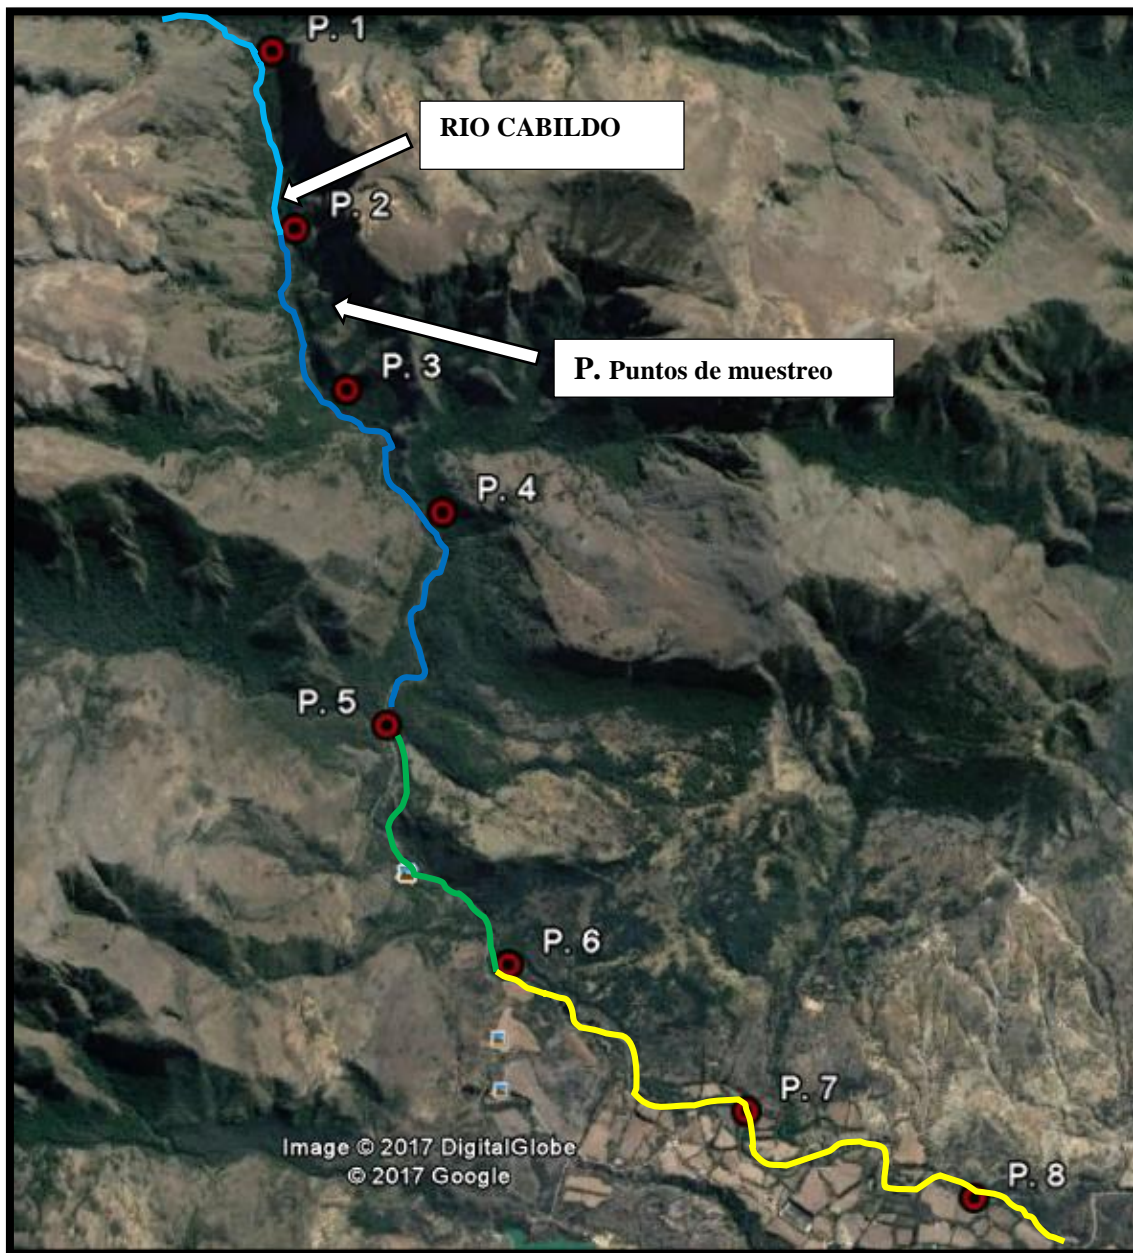 P. 1
RIO CABILDO
P. 2
P. Puntos de muestreo
P. 3
P. 4
P. 5
P. 6
P. 7
Image © 2017 DigitalGlobe
© 2017 Google
P. 8